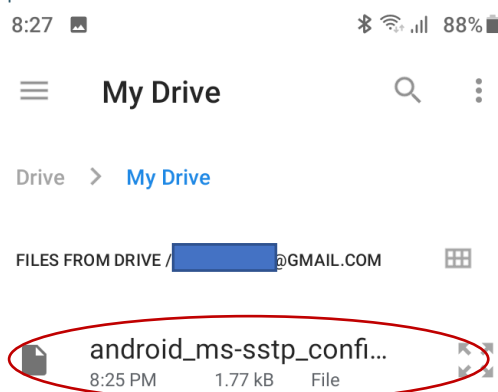 8:27 88%
My Drive
Drive > My Drive
FILES FROM DRIVE / @GMAIL.COM
android_ms-sstp_confi...
8:25 PM 1.77 kB File